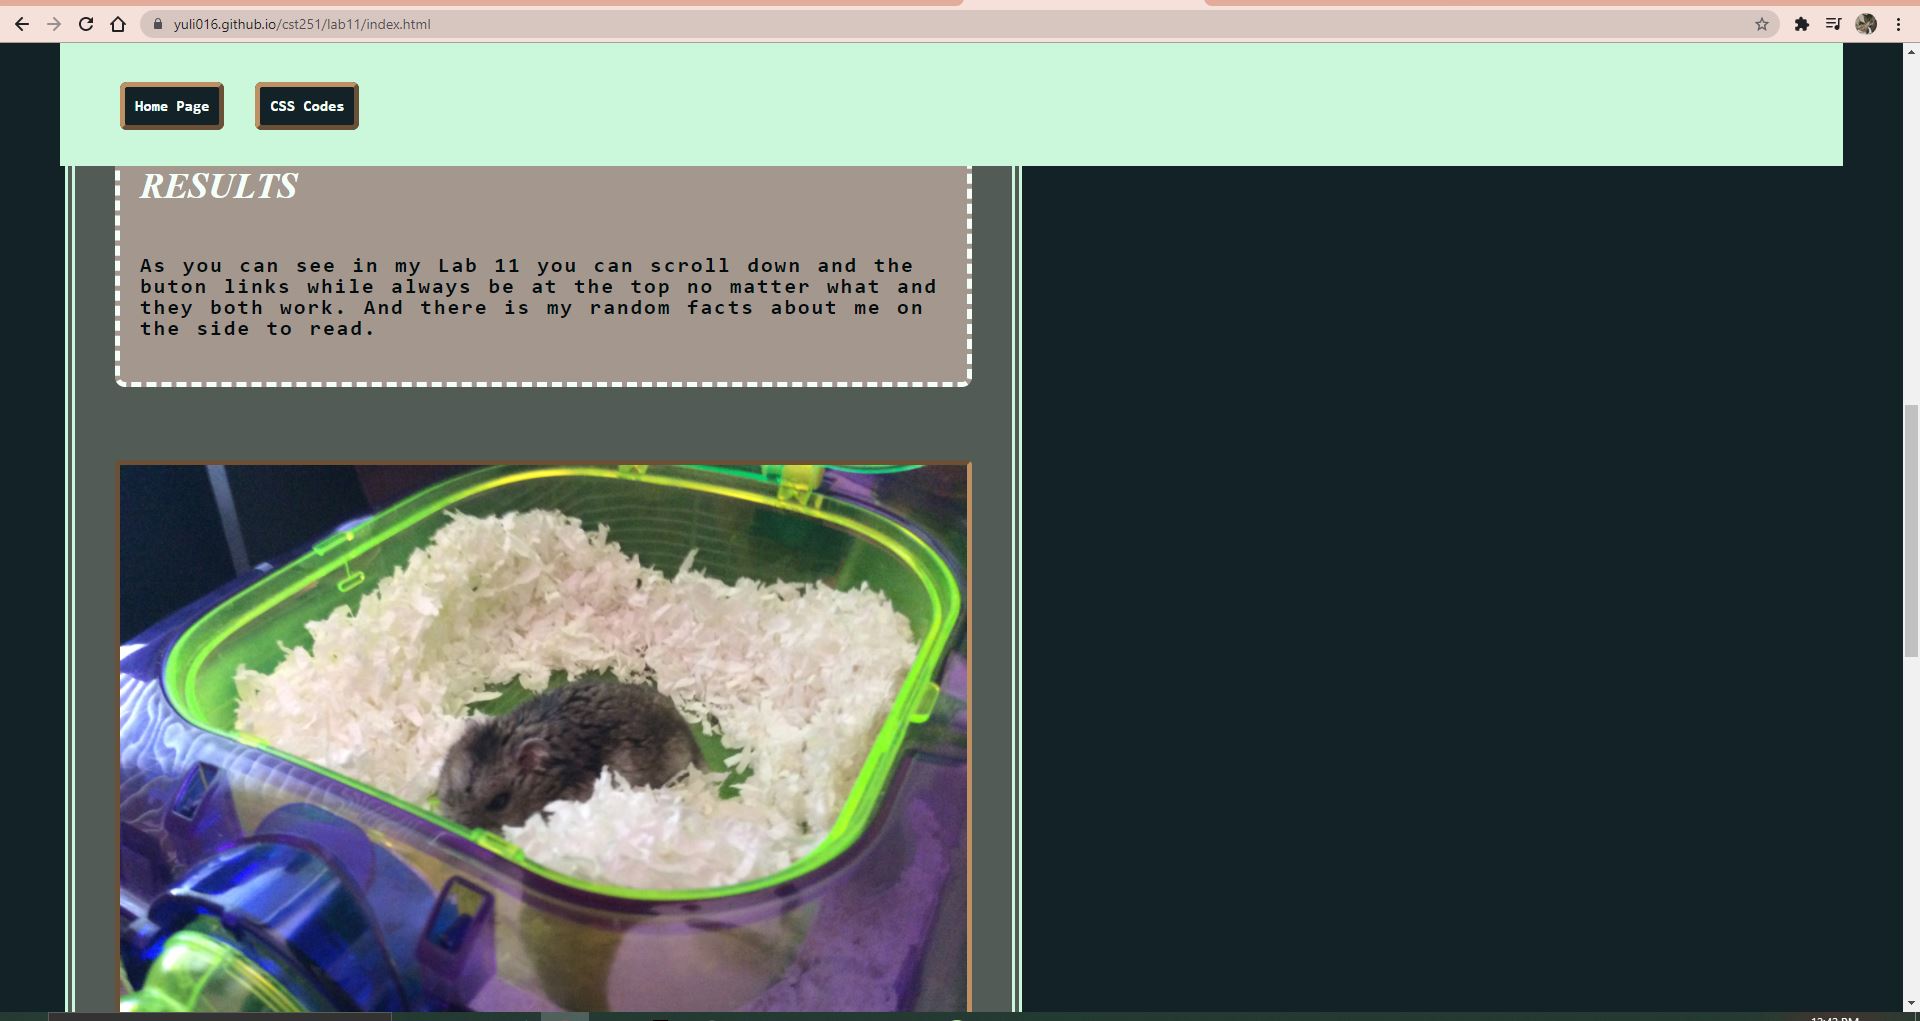 yuli016.github.io/cst251/lab11/index.html
Home Page CSS Codes
RESULTS
As you can see in my Lab 11 you can scroll down and the
buton links while always be at the top no matter what and
they both work. And there is my random facts about me on
the side to read.